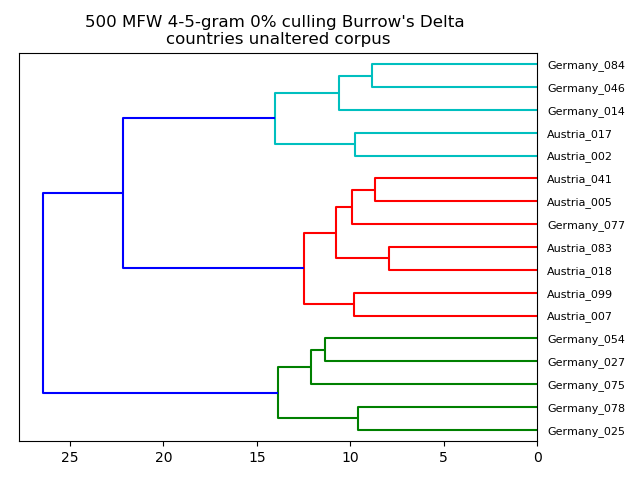 500 MFW 4-5-gram 0% culling Burrow's Delta
countries unaltered corpus
Germany_084
Germany_046
Germany_014
Austria_017
Austria_002
Austria_041
Austria_005
Germany_077
Austria_083
Austria_018
Austria_099
Austria_007
Germany_054
Germany_027
Germany_075
Germany_078
Germany_025
25 20 15 10 5 0